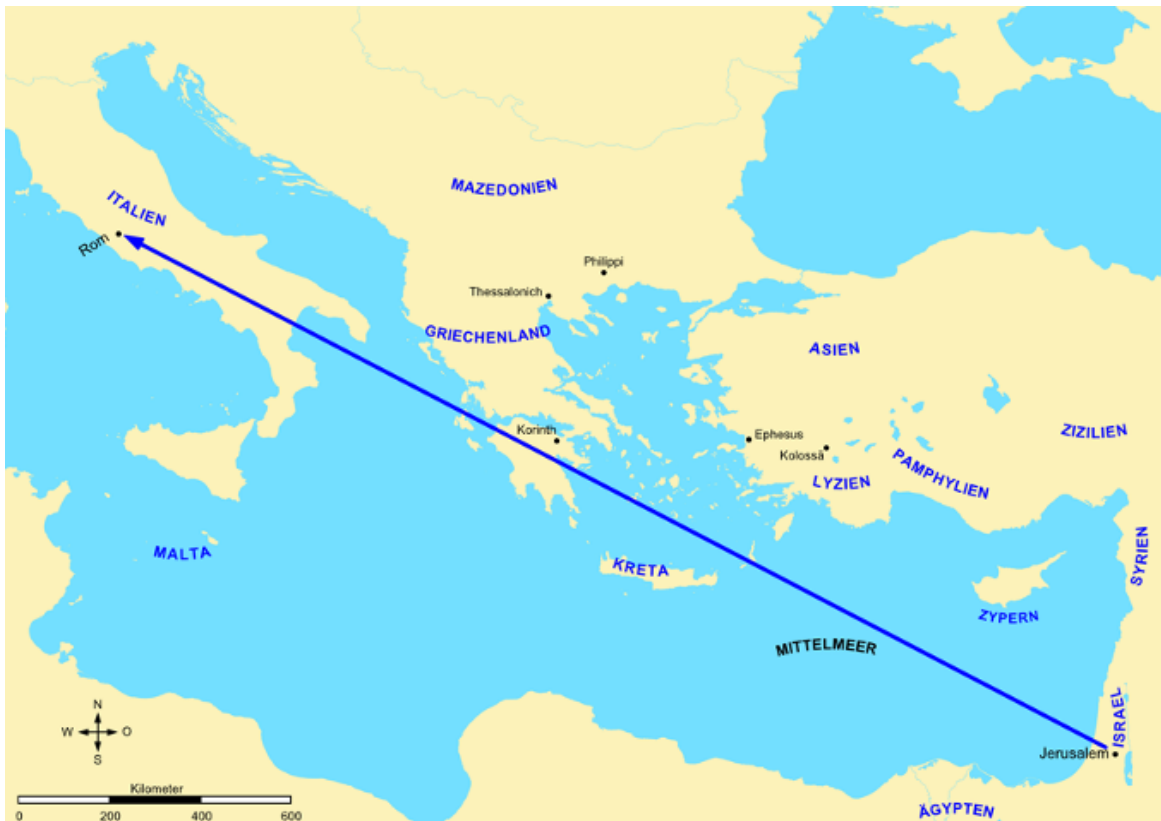 MAZEDONIEN
ITALIEN
Rom
Philippi
Thessalonich
GRIECHENLAND
ASIEN
Korinth
Ephesus
Kolossä
ZIZILIEN
PAMPHYLIEN
LYZIEN
MALTA
KRETA
SYRIEN
ZYPERN
MITTELMEER
ISRAEL
Jerusalem
N
W O
S
Kilometer
0 200 400 600
ÄGYPTEN